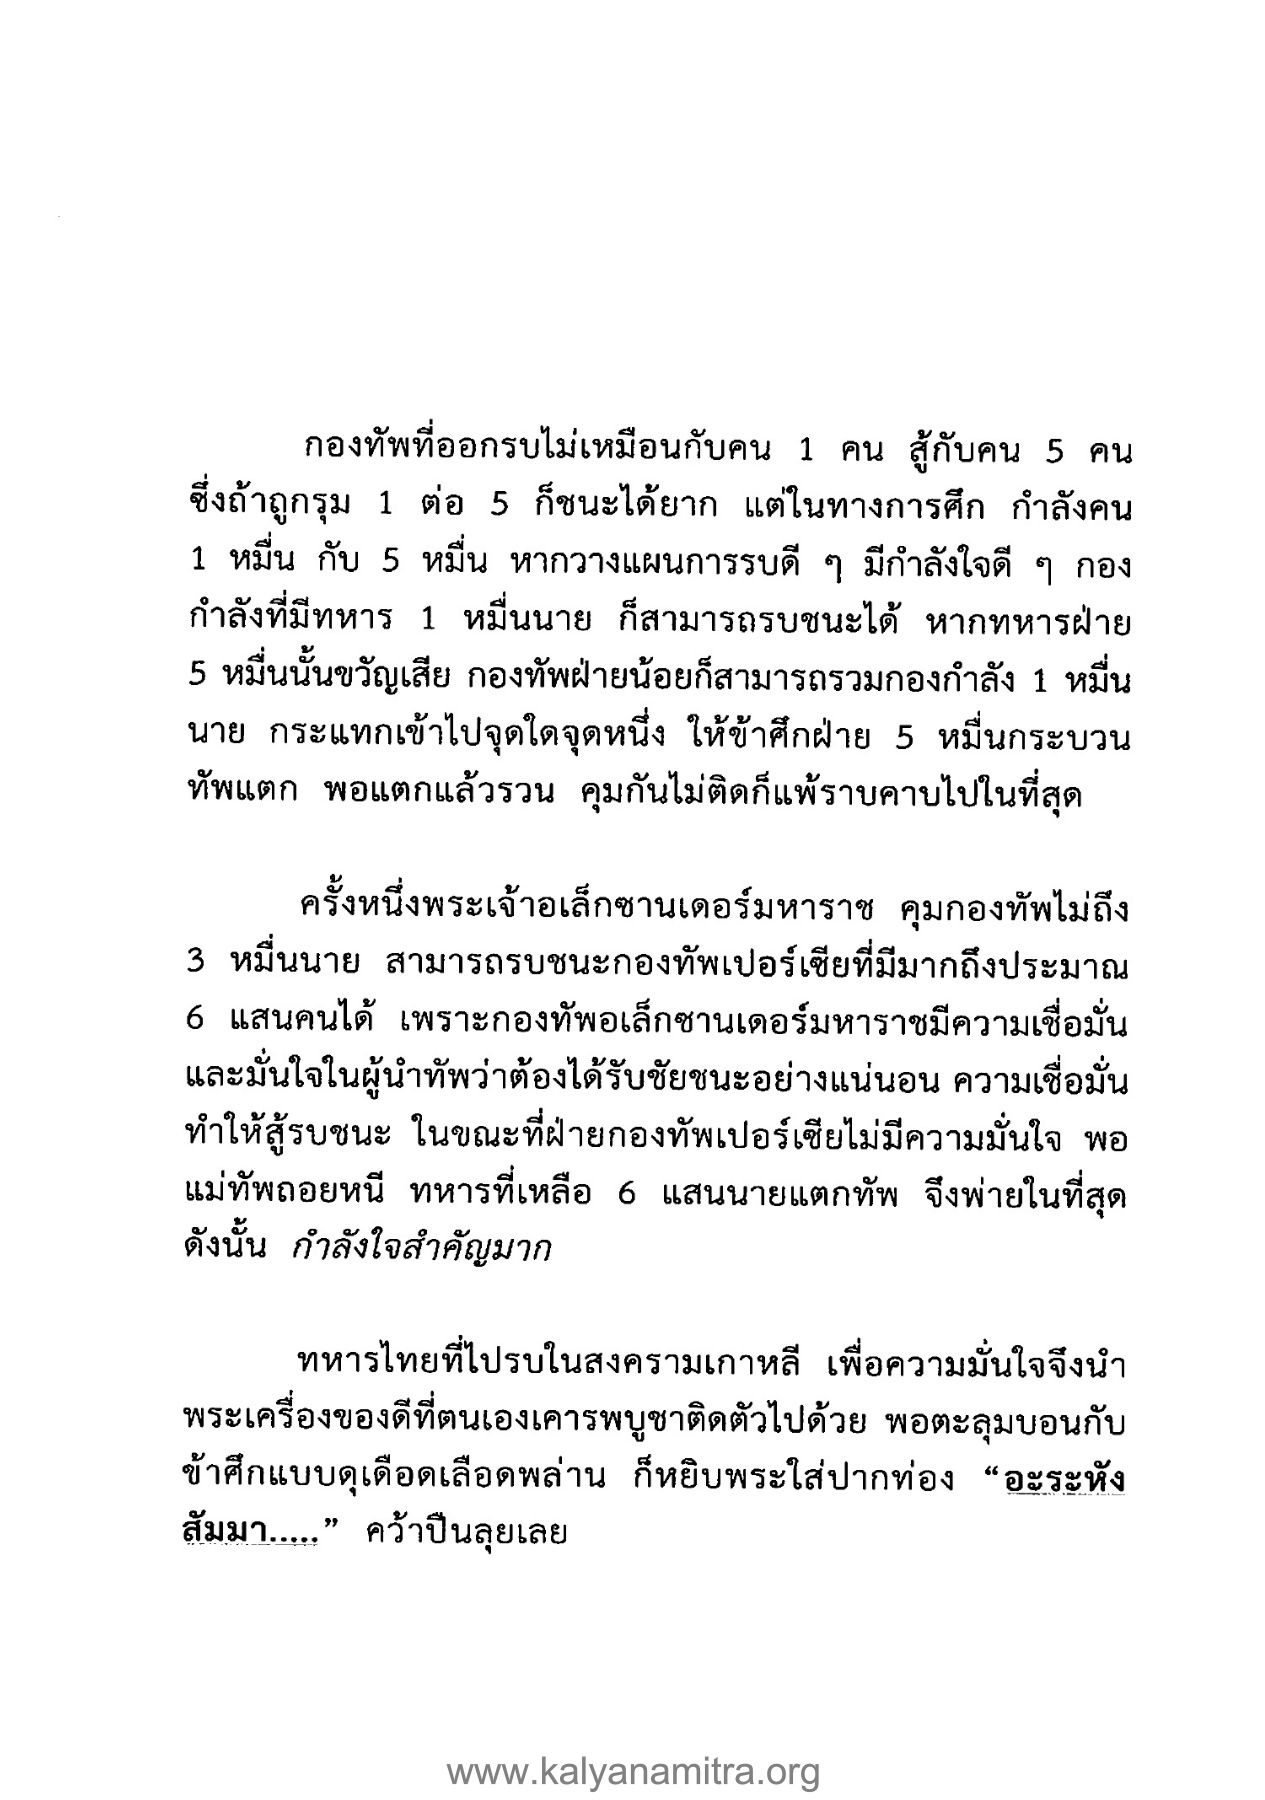 กองทัพที่ออกรบไม่เหมือนกับคน 1 คน สู้กับคน 5 คน
ซึ่งถ้าถูกรุม 1 ต่อ 5 ก็ชนะได้ยาก แต่ในทางการศึก กำลังคน
1 หมื่น กับ 5 หมื่น หากวางแผนการรบดี ๆ มีกำลังใจดี ๆ กอง
กำลังที่มีทหาร 1 หมื่นนาย ก็สามารถรบชนะได้ หากทหารฝ่าย
5 หมื่นนั้นขวัญเสีย กองทัพฝ่ายน้อยก็สามารถรวมกองกำลัง 1 หมื่น
นาย กระแทกเข้าไปจุดใดจุดหนึ่ง ให้ข้าศึกฝ่าย 5 หมื่นกระบวน
ทัพแตก พอแตกแล้วรวน คุมกันไม่ติดก็แพ้ราบคาบไปในที่สุด
ครั้งหนึ่งพระเจ้าอเล็กซานเดอร์มหาราช คุมกองทัพไม่ถึง
3 หมื่นนาย สามารถรบชนะกองทัพเปอร์เซียที่มีมากถึงประมาณ
6 แสนคนได้ เพราะกองทัพอเล็กซานเดอร์มหาราชมีความเชื่อมั่น
และมั่นใจในผู้นำทัพว่าต้องได้รับชัยชนะอย่างแน่นอน ความเชื่อมั่น
ทำให้สู้รบชนะ ในขณะที่ฝ่ายกองทัพเปอร์เซียไม่มีความมั่นใจ พอ
แม่ทัพถอยหนี ทหารที่เหลือ 6 แสนนายแตกทัพ จึงพ่ายในที่สุด
ดังนั้น กำลังใจสำคัญมาก
ทหารไทยที่ไปรบในสงครามเกาหลี เพื่อความมั่นใจจึงนำ
พระเครื่องของดีที่ตนเองเคารพบูชาติดตัวไปด้วย พอตะลุมบอนกับ
ข้าศึกแบบดุเดือดเลือดพล่าน ก็หยิบพระใส่ปากท่อง “อะระหัง
สัมมา.....” คว้าปืนลุยเลย
www.kalyanamitra.org